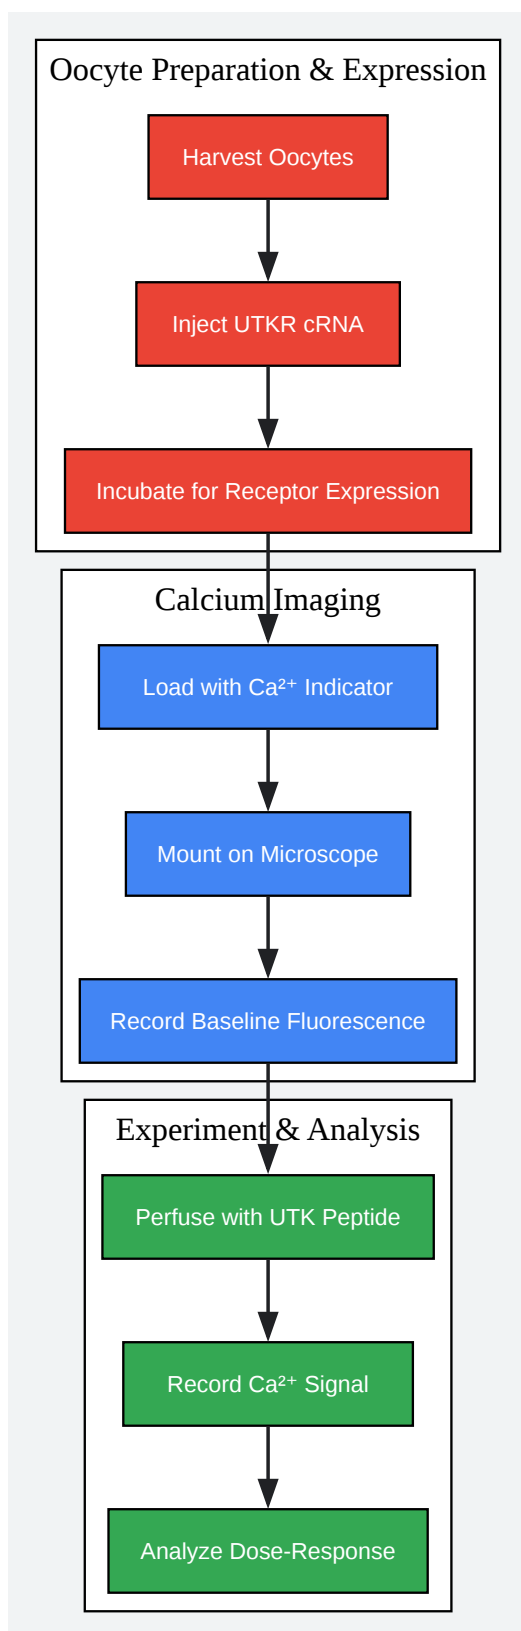 Oocyte Preparation & Expression
Harvest Oocytes
Inject UTKR cRNA
Incubate for Receptor Expression
Calcium Imaging
Load with Ca²⁺ Indicator
Mount on Microscope
Record Baseline Fluorescence
Experiment & Analysis
Perfuse with UTK Peptide
Record Ca²⁺ Signal
Analyze Dose-Response